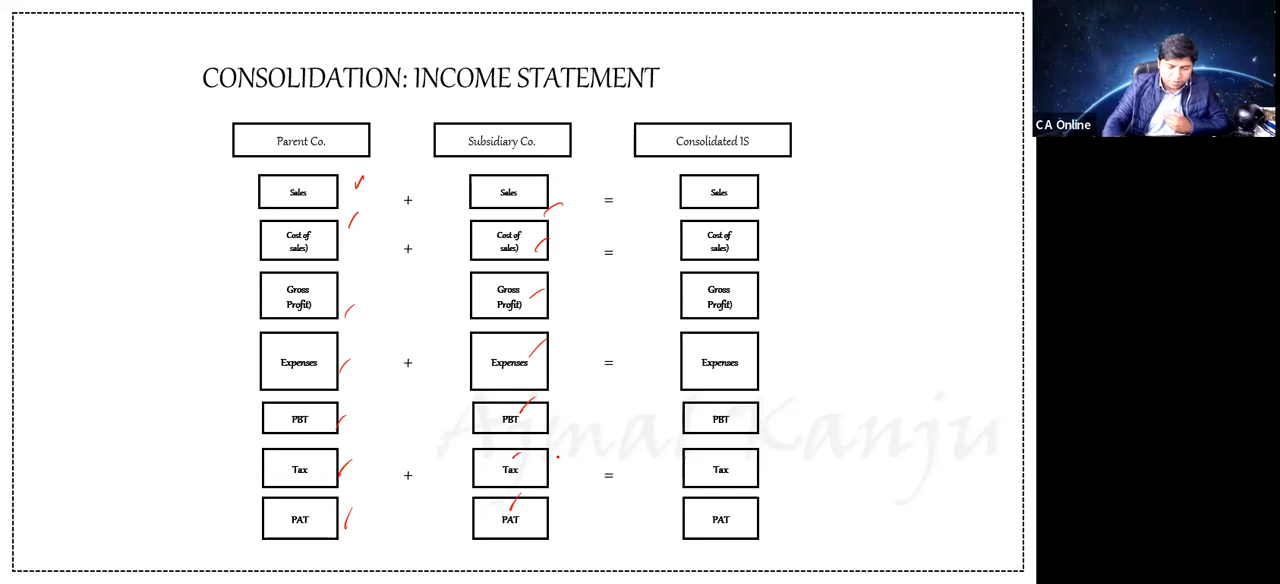 CONSOLIDATION: INCOME STATEMENT
C A Online
Parent Co. Subsidiary Co. Consolidated IS
Sales + Sales = Sales
Cost of sales) + Cost of sales) = Cost of sales)
Gross Profit) Gross Profit) Gross Profit)
Expenses + Expenses = Expenses
PBT PBT PBT
Ajmal Kanju
Tax + Tax = Tax
PAT PAT PAT